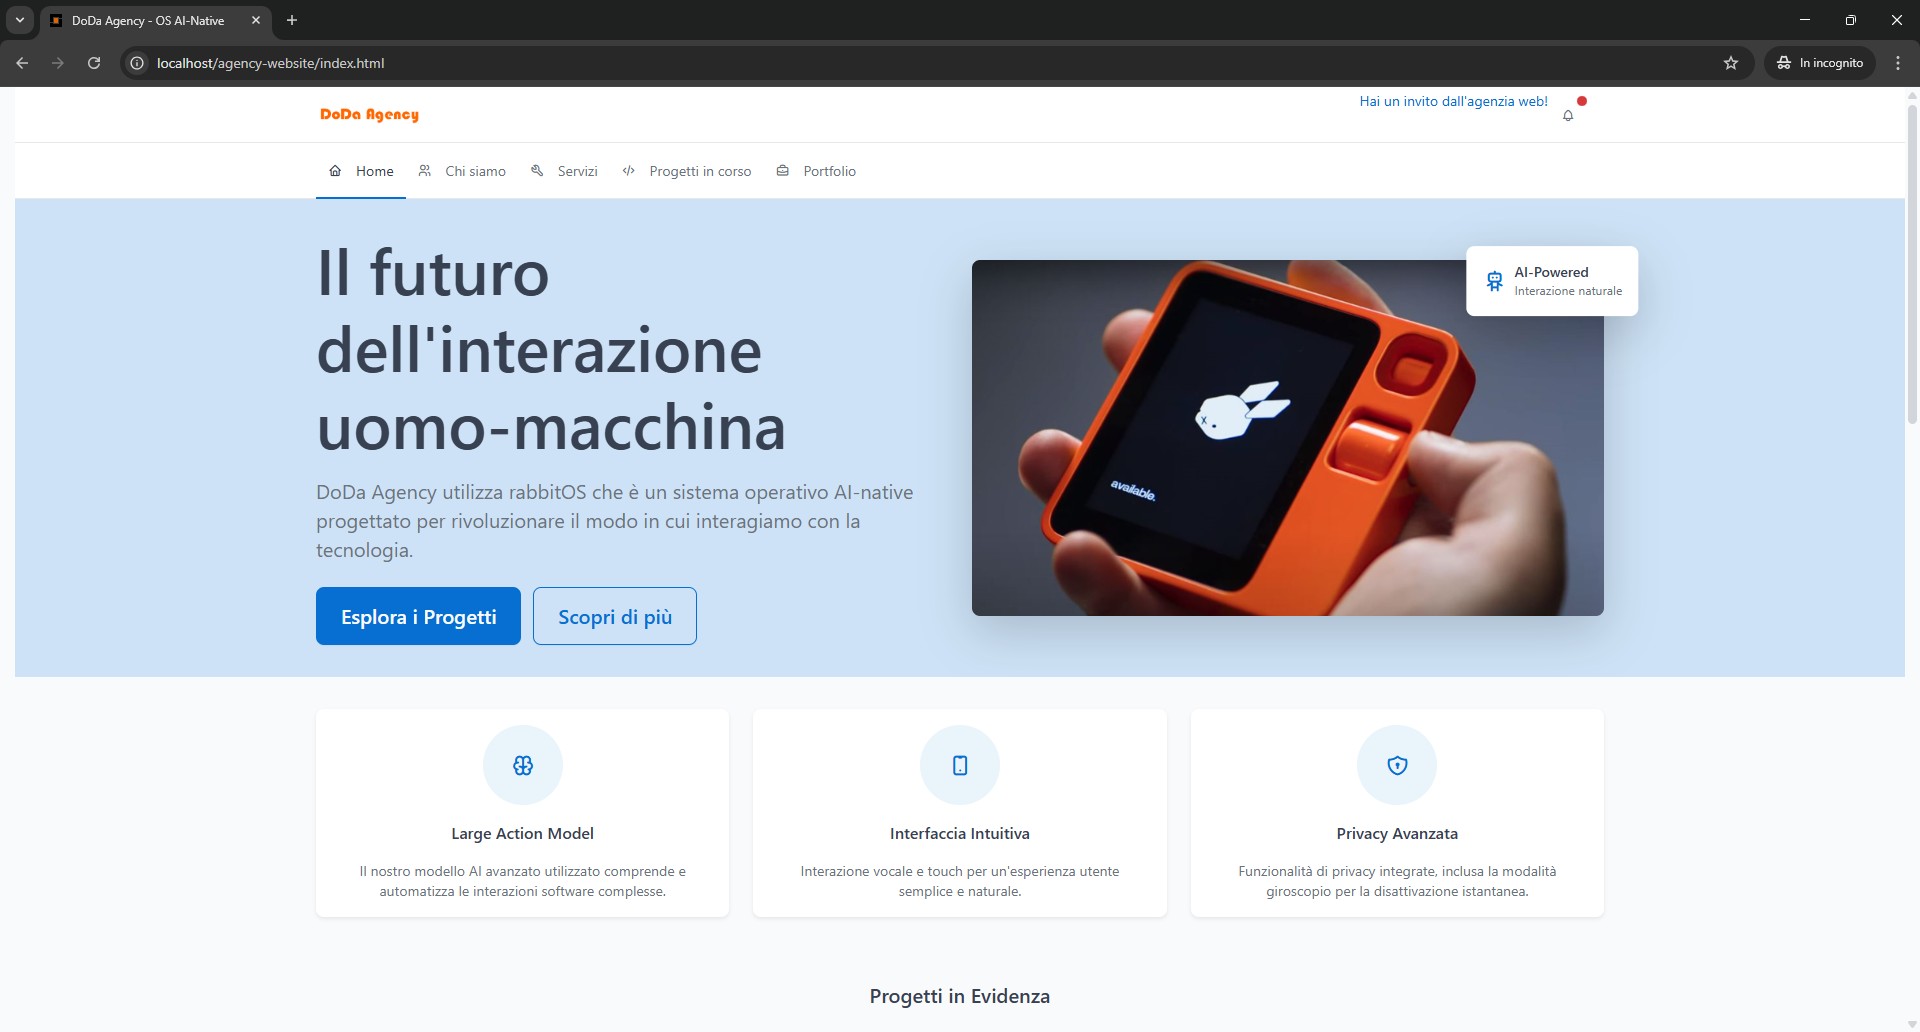 DoDa Agency - OS AI-Native
localhost/agency-website/index.html
In incognito
DoDa Agency
Hai un invito dall'agenzia web!
Home
Chi siamo
Servizi
Progetti in corso
Portfolio
Il futuro
dell'interazione
uomo-macchina
DoDa Agency utilizza rabbitOS che è un sistema operativo AI-native
progettato per rivoluzionare il modo in cui interagiamo con la
tecnologia.
Esplora i Progetti
Scopri di più
AI-Powered
Interazione naturale
available.
Large Action Model
Il nostro modello AI avanzato utilizzato comprende e
automatizza le interazioni software complesse.
Interfaccia Intuitiva
Interazione vocale e touch per un'esperienza utente
semplice e naturale.
Privacy Avanzata
Funzionalità di privacy integrate, inclusa la modalità
giroscopio per la disattivazione istantanea.
Progetti in Evidenza